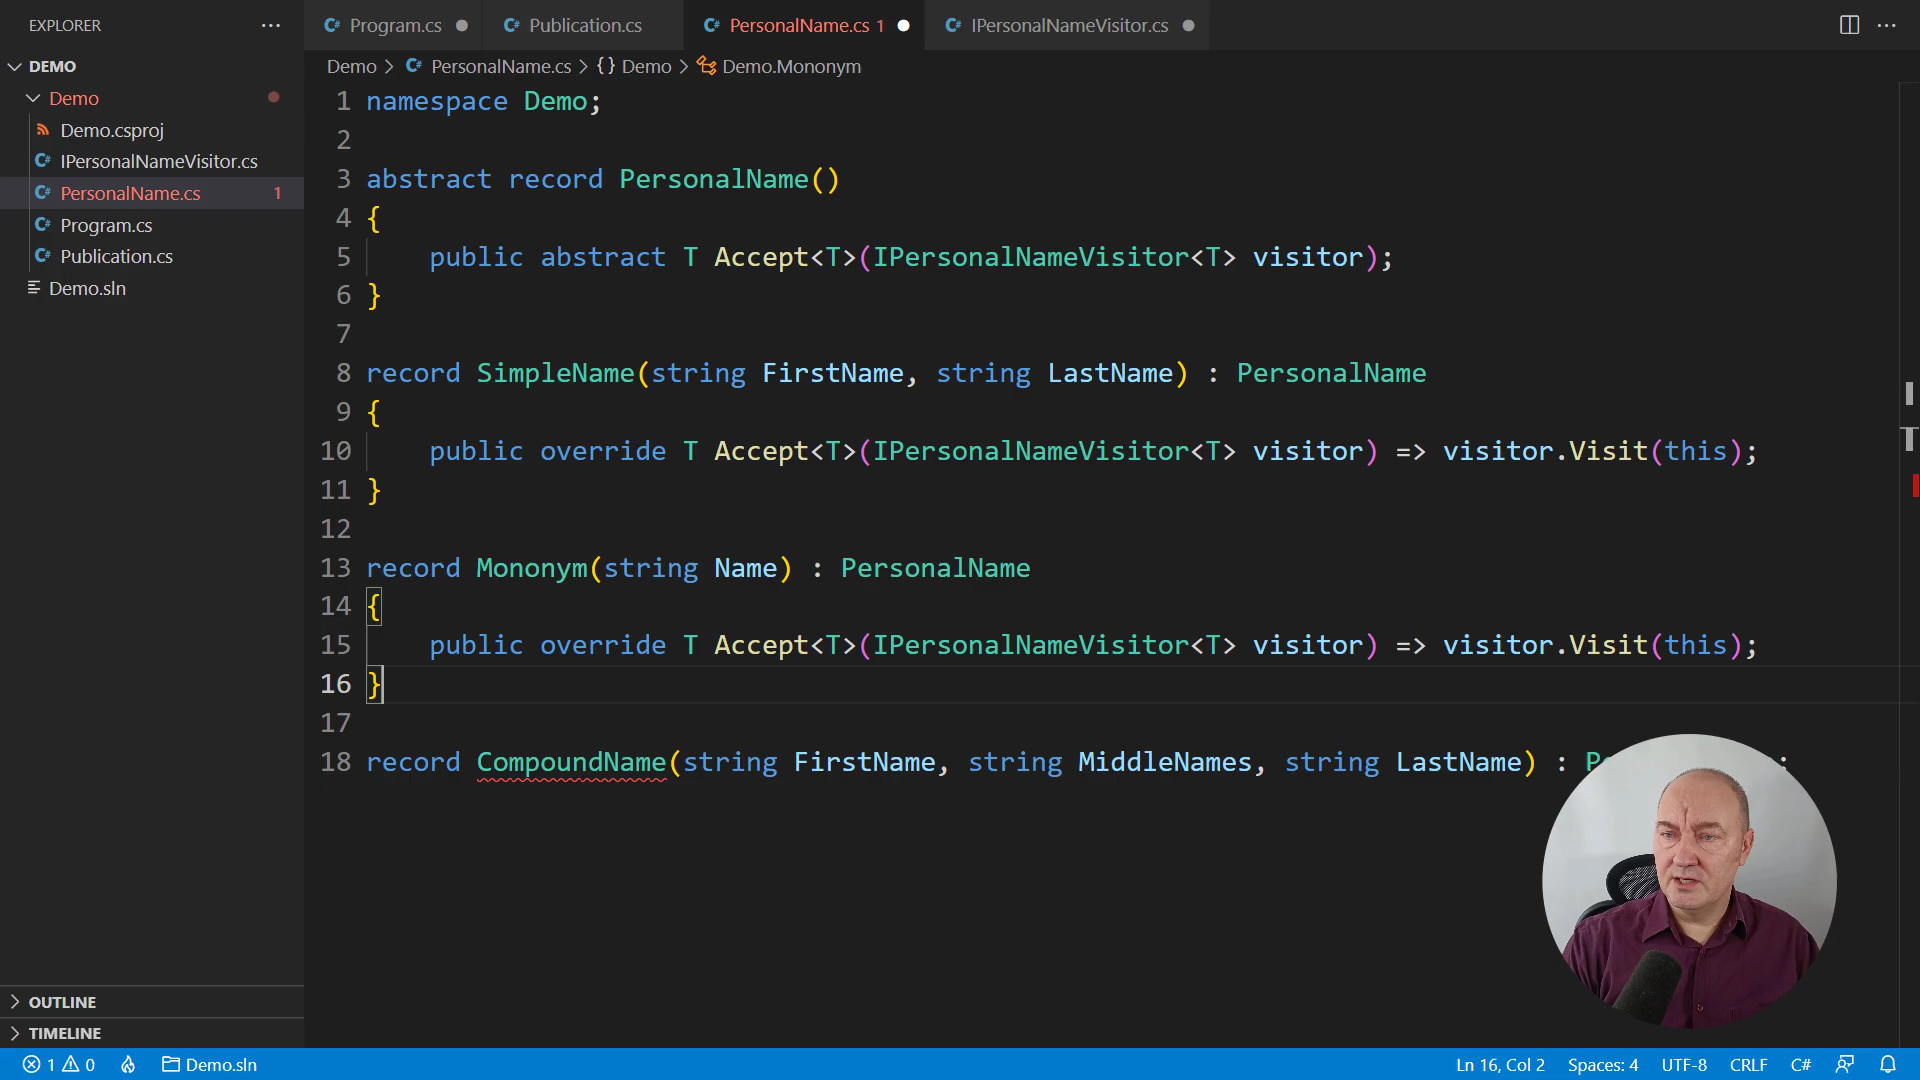 EXPLORER
Program.cs
Publication.cs
PersonalName.cs 1
IPersonalNameVisitor.cs
DEMO
Demo > PersonalName.cs > {} Demo > Demo.Mononym
Demo
Demo.csproj
IPersonalNameVisitor.cs
PersonalName.cs 1
Program.cs
Publication.cs
Demo.sln
1 namespace Demo;
2
3 abstract record PersonalName()
4 {
5 public abstract T Accept<T>(IPersonalNameVisitor<T> visitor);
6 }
7
8 record SimpleName(string FirstName, string LastName) : PersonalName
9 {
10 public override T Accept<T>(IPersonalNameVisitor<T> visitor) => visitor.Visit(this);
11 }
12
13 record Mononym(string Name) : PersonalName
14 {
15 public override T Accept<T>(IPersonalNameVisitor<T> visitor) => visitor.Visit(this);
16 }
17
18 record CompoundName(string FirstName, string MiddleNames, string LastName) :
OUTLINE
TIMELINE
1 0 Demo.sln
Ln 16, Col 2 Spaces: 4 UTF-8 CRLF C#